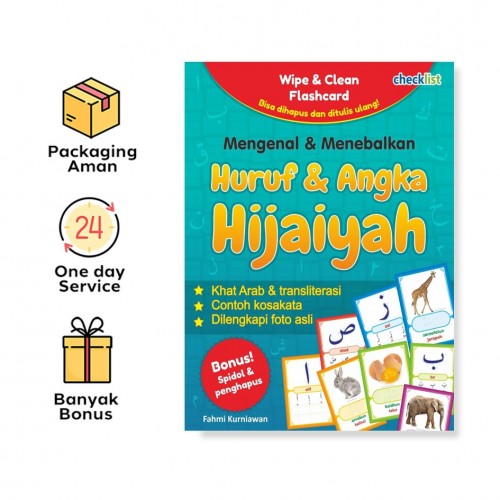 Packaging
Aman
24
One day
Service
Banyak
Bonus
Wipe & Clean
Flashcard
Bisa dihapus dan ditulis ulang!
checklist
Mengenal & Menebalkan
Huruf & Angka
Hijaiyah
Khat Arab & transliterasi
Contoh kosakata
Dilengkapi foto asli
Bonus!
Spidol &
penghapus
ص
ز
ا
ب
Fahmi Kurniawan